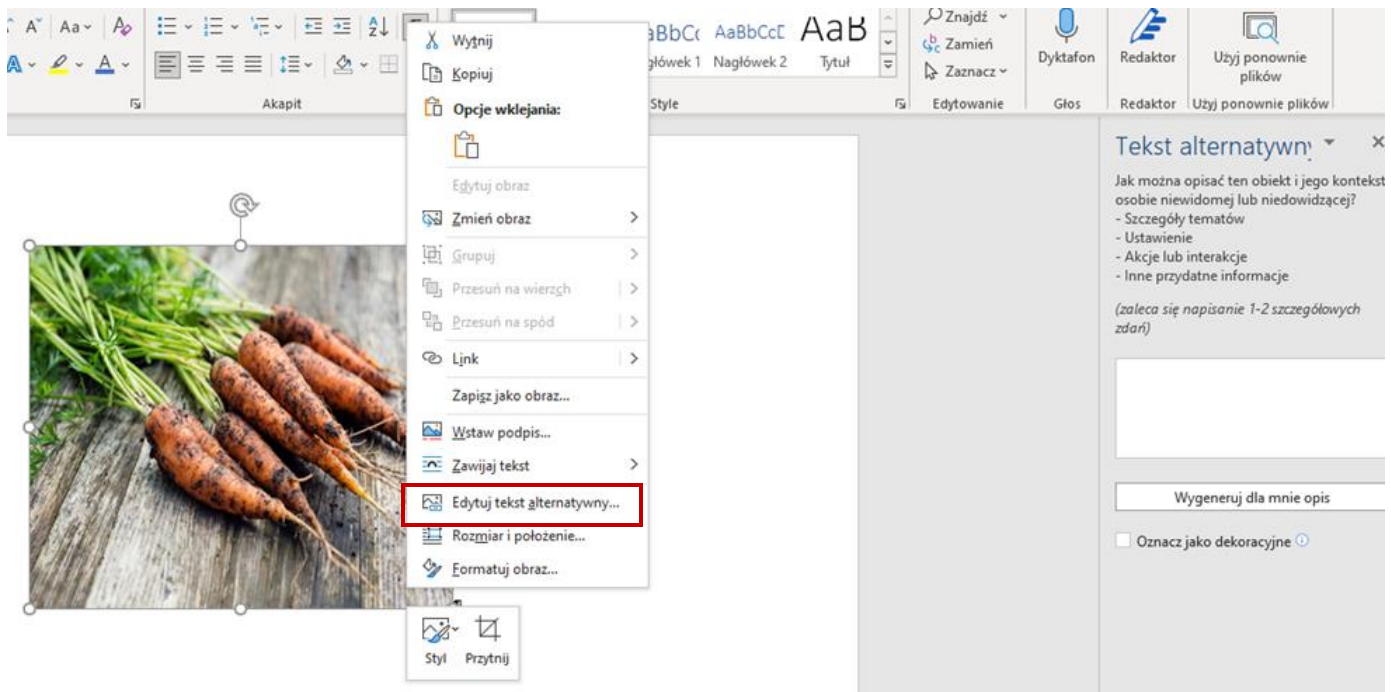 Aa
AaBbCcC
AaB
Nagłówek 2
Tytuł
Znajdź
Zamień
Zaznacz
Dyktafon
Redaktor
Użyj ponownie
plików
Akapit
Style
Edytowanie
Głos
Redaktor
Użyj ponownie plików
Wytnij
Kopiuj
Opcje wklejania:
Edytuj obraz
Zmień obraz
Grupuj
Przesuń na wierzch
Przesuń na spód
Link
Zapisz jako obraz...
Wstaw podpis...
Zawijaj tekst
Edytuj tekst alternatywny...
Rozmiar i położenie...
Formatuj obraz...
Styl
Przytnij
Tekst alternatywny
Jak można opisać ten obiekt i jego kontekst
osobie niewidomej lub niedowidzącej?
- Szczegóły tematów
- Ustawienie
- Akcje lub interakcje
- Inne przydatne informacje
(zaleca się napisanie 1-2 szczegółowych
zdań)
Wygeneruj dla mnie opis
Oznacz jako dekoracyjne